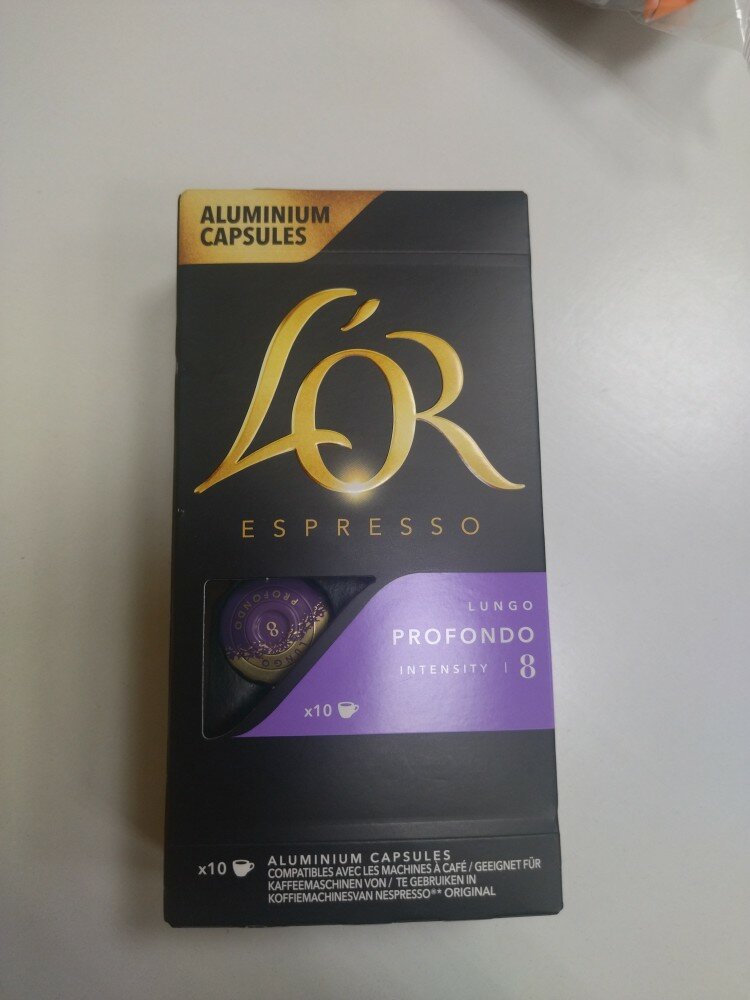 ALUMINIUM
CAPSULES
L'OR
ESPRESSO
LUNGO
PROFONDO
INTENSITY | 8
x10
PROFONDO
8
LUNGO
x10
ALUMINIUM CAPSULES
COMPATIBLES AVEC LES MACHINES À CAFÉ / GEEIGNET FÜR
KAFFEEMASCHINEN VON / TE GEBRUIKEN IN
KOFFIEMACHINESVAN NESPRESSO®* ORIGINAL